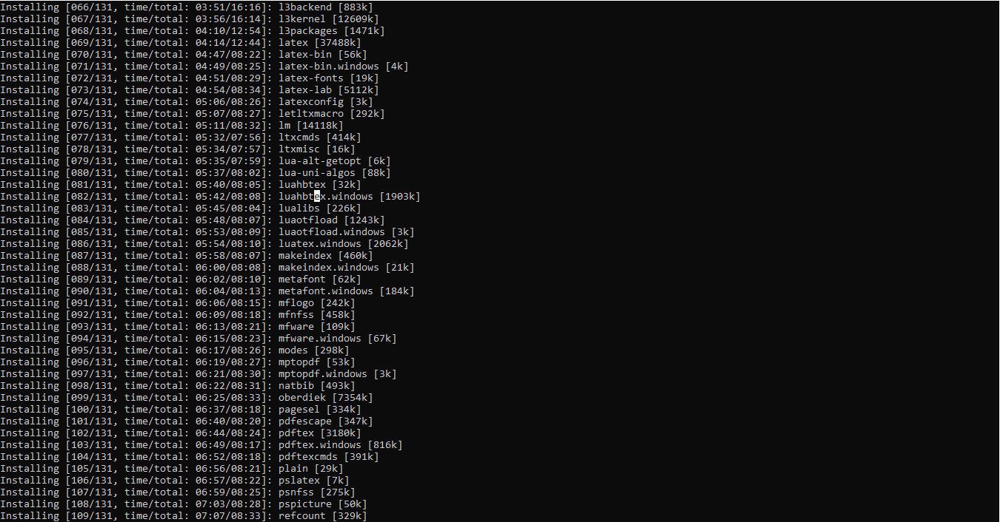 Installing [066/131, time/total: 03:51/16:16]: l3backend [883k]
Installing [067/131, time/total: 03:56/16:14]: l3kernel [12609k]
Installing [068/131, time/total: 04:10/12:54]: l3packages [1471k]
Installing [069/131, time/total: 04:14/12:44]: latex [37488k]
Installing [070/131, time/total: 04:47/08:22]: latex-bin [56k]
Installing [071/131, time/total: 04:49/08:25]: latex-bin.windows [4k]
Installing [072/131, time/total: 04:51/08:29]: latex-fonts [19k]
Installing [073/131, time/total: 04:54/08:34]: latex-lab [5112k]
Installing [074/131, time/total: 05:06/08:26]: latexconfig [3k]
Installing [075/131, time/total: 05:07/08:27]: letltxmacro [292k]
Installing [076/131, time/total: 05:11/08:32]: lm [14118k]
Installing [077/131, time/total: 05:32/07:56]: ltxcmds [414k]
Installing [078/131, time/total: 05:34/07:57]: ltxmisc [16k]
Installing [079/131, time/total: 05:35/07:59]: lua-alt-getopt [6k]
Installing [080/131, time/total: 05:37/08:02]: lua-uni-algos [88k]
Installing [081/131, time/total: 05:40/08:05]: luahbtex [32k]
Installing [082/131, time/total: 05:42/08:08]: luahbtex.windows [1903k]
Installing [083/131, time/total: 05:45/08:04]: lualibs [226k]
Installing [084/131, time/total: 05:48/08:07]: luaotfload [1243k]
Installing [085/131, time/total: 05:53/08:09]: luaotfload.windows [3k]
Installing [086/131, time/total: 05:54/08:10]: luatex.windows [2062k]
Installing [087/131, time/total: 05:58/08:07]: makeindex [460k]
Installing [088/131, time/total: 06:00/08:08]: makeindex.windows [21k]
Installing [089/131, time/total: 06:02/08:10]: metafont [62k]
Installing [090/131, time/total: 06:04/08:13]: metafont.windows [184k]
Installing [091/131, time/total: 06:06/08:15]: mflogo [242k]
Installing [092/131, time/total: 06:09/08:18]: mfnfss [458k]
Installing [093/131, time/total: 06:13/08:21]: mfware [109k]
Installing [094/131, time/total: 06:15/08:23]: mfware.windows [67k]
Installing [095/131, time/total: 06:17/08:26]: modes [298k]
Installing [096/131, time/total: 06:19/08:27]: mptopdf [53k]
Installing [097/131, time/total: 06:21/08:30]: mptopdf.windows [3k]
Installing [098/131, time/total: 06:22/08:31]: natbib [493k]
Installing [099/131, time/total: 06:25/08:33]: oberdiek [7354k]
Installing [100/131, time/total: 06:37/08:18]: pagesel [334k]
Installing [101/131, time/total: 06:40/08:20]: pdfescape [347k]
Installing [102/131, time/total: 06:44/08:24]: pdftex [3180k]
Installing [103/131, time/total: 06:49/08:17]: pdftex.windows [816k]
Installing [104/131, time/total: 06:52/08:18]: pdftexcmds [391k]
Installing [105/131, time/total: 06:56/08:21]: plain [29k]
Installing [106/131, time/total: 06:57/08:22]: pslatex [7k]
Installing [107/131, time/total: 06:59/08:25]: psnfss [275k]
Installing [108/131, time/total: 07:03/08:28]: pspicture [50k]
Installing [109/131, time/total: 07:07/08:33]: refcount [329k]